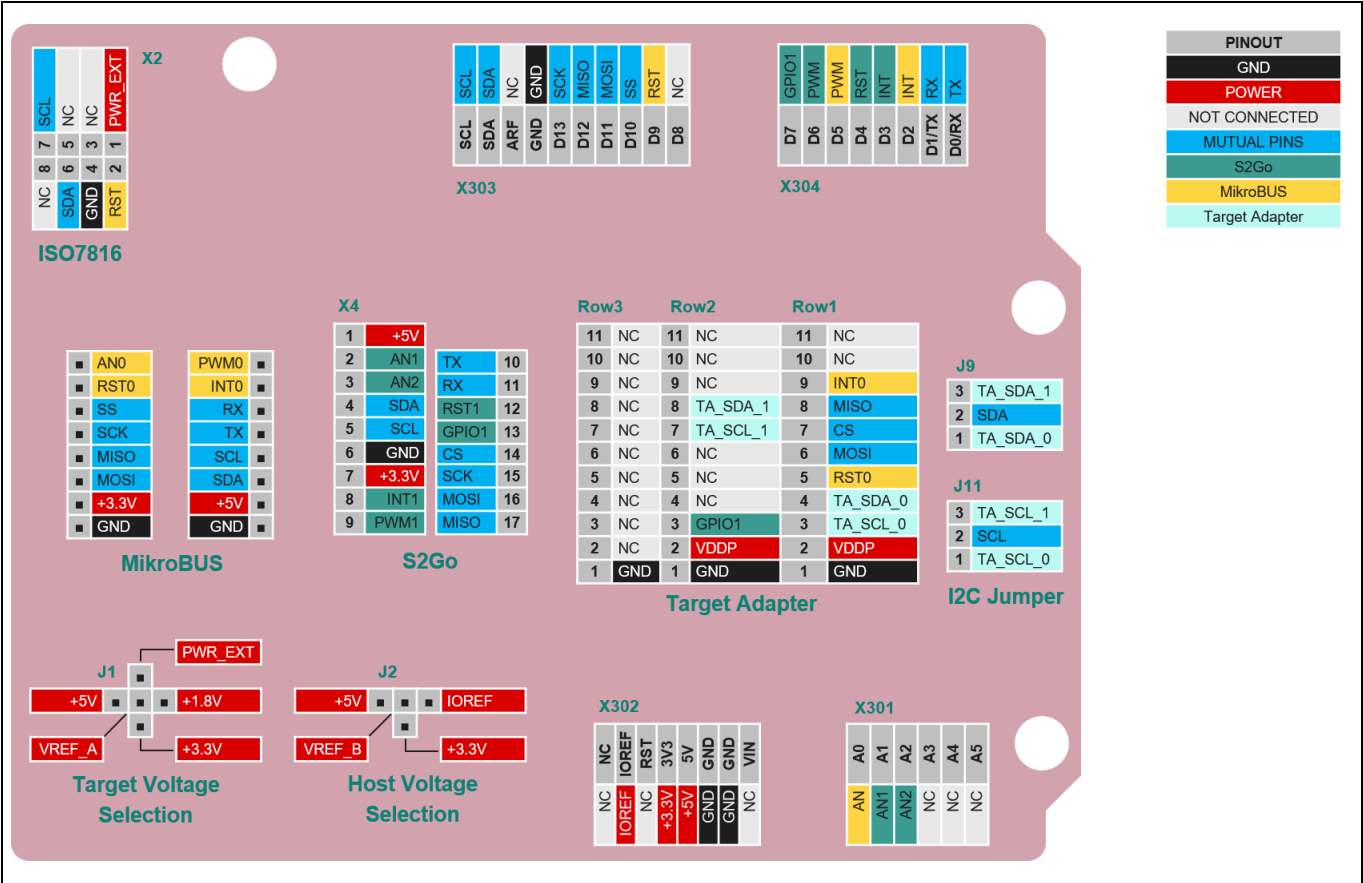 X2
SCL NC NC PWR_EXT
7 5 3 1
8 6 4 2
NC SDA GND RST
ISO7816
SCL SDA NC GND SCK MISO MOSI SS RST NC
SCL SDA ARF GND D13 D12 D11 D10 D9 D8
X303
GPIO1 PWM PWM RST INT INT RX TX
D7 D6 D5 D4 D3 D2 D1/TX D0/RX
X304
PINOUT
GND
POWER
NOT CONNECTED
MUTUAL PINS
S2Go
MikroBUS
Target Adapter
AN0 PWM0
RST0 INT0
SS RX
SCK TX
MISO SCL
MOSI SDA
+3.3V +5V
GND GND
MikroBUS
X4
1 +5V
2 AN1 TX 10
3 AN2 RX 11
4 SDA RST1 12
5 SCL GPIO1 13
6 GND CS 14
7 +3.3V SCK 15
8 INT1 MOSI 16
9 PWM1 MISO 17
S2Go
Row3 Row2 Row1
11 NC 11 NC 11 NC
10 NC 10 NC 10 NC
9 NC 9 NC 9 INT0
8 NC 8 TA_SDA_1 8 MISO
7 NC 7 TA_SCL_1 7 CS
6 NC 6 NC 6 MOSI
5 NC 5 NC 5 RST0
4 NC 4 NC 4 TA_SDA_0
3 NC 3 GPIO1 3 TA_SCL_0
2 NC 2 VDDP 2 VDDP
1 GND 1 GND 1 GND
Target Adapter
J9
3 TA_SDA_1
2 SDA
1 TA_SDA_0
J11
3 TA_SCL_1
2 SCL
1 TA_SCL_0
I2C Jumper
J1
PWR_EXT
+5V +1.8V
VREF_A +3.3V
Target Voltage
Selection
J2
+5V IOREF
VREF_B +3.3V
Host Voltage
Selection
X302
NC IOREF RST 3V3 5V GND GND VIN
NC IOREF NC +3.3V +5V GND GND NC
X301
A0 A1 A2 A3 A4 A5
AN AN1 AN2 NC NC NC